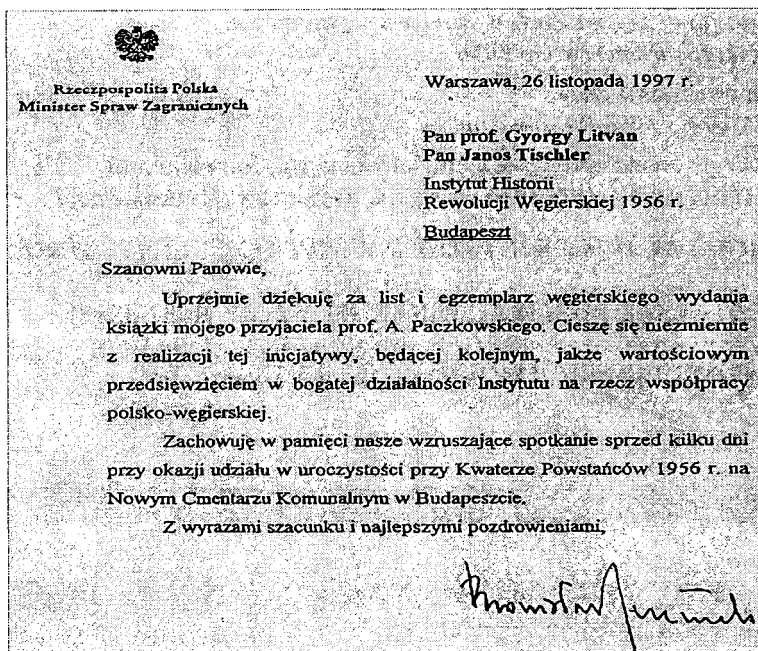 Rzeczpospolita Polska
Minister Spraw Zagranicznych
Warszawa, 26 listopada 1997 r.
Pan prof. Gyorgy Litvan
Pan Janos Tischler
Instytut Historii
Rewolucji Węgierskiej 1956 r.
Budapeszt
Szanowni Panowie,
Uprzejmie dziękuję za list i egzemplarz węgierskiego wydania
książki mojego przyjaciela prof. A. Paczkowskiego. Cieszę się niezmiernie
z realizacji tej inicjatywy, będącej kolejnym, jakże wartościowym
przedsięwzięciem w bogatej działalności Instytutu na rzecz współpracy
polsko-węgierskiej.
Zachowuję w pamięci nasze wzruszające spotkanie sprzed kilku dni
przy okazji udziału w uroczystości przy Kwaterze Powstańców 1956 r. na
Nowym Cmentarzu Komunalnym w Budapeszcie.
Z wyrazami szacunku i najlepszymi pozdrowieniami,